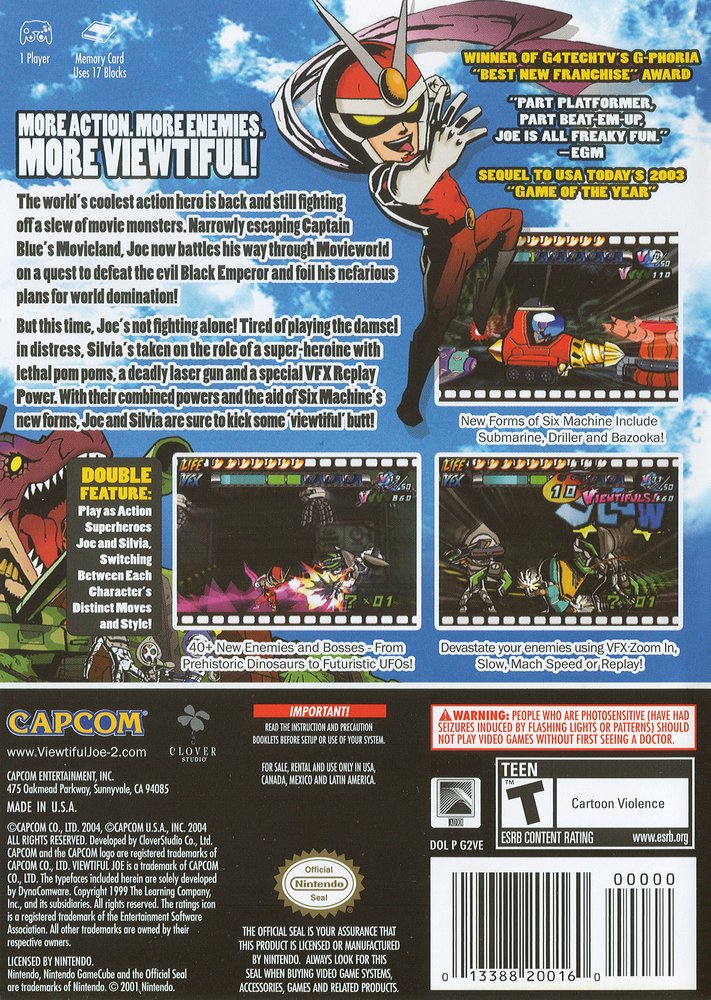 1 Player
Memory Card
Uses 17 Blocks
WINNER OF G4TECHTV'S G-PHORIA
"BEST NEW FRANCHISE" AWARD
"PART PLATFORMER,
PART BEAT-EM-UP,
JOE IS ALL FREAKY FUN."
—EGM
SEQUEL TO USA TODAY'S 2003
"GAME OF THE YEAR"
MORE ACTION. MORE ENEMIES.
MORE VIEWTIFUL!
The world's coolest action hero is back and still fighting
off a slew of movie monsters. Narrowly escaping Captain
Blue's Movieland, Joe now battles his way through Movieworld
on a quest to defeat the evil Black Emperor and foil his nefarious
plans for world domination!
But this time, Joe's not fighting alone! Tired of playing the damsel
in distress, Silvia's taken on the role of a super-heroine with
lethal pom poms, a deadly laser gun and a special VFX Replay
Power. With their combined powers and the aid of Six Machine's
new forms, Joe and Silvia are sure to kick some 'viewtiful' butt!
110
New Forms of Six Machine Include
Submarine, Driller and Bazooka!
DOUBLE
FEATURE:
Play as Action
Superheroes
Joe and Silvia,
Switching
Between Each
Character's
Distinct Moves
and Style!
LIFE
VFX
860
?×01
40+ New Enemies and Bosses - From
Prehistoric Dinosaurs to Futuristic UFOs!
LIFE
VFX
10 VIEWTIFULS!
?×01
Devastate your enemies using VFX Zoom In,
Slow, Mach Speed or Replay!
CAPCOM
www.ViewtifulJoe-2.com
CLOVER
STUDIO
CAPCOM ENTERTAINMENT, INC.
475 Oakmead Parkway, Sunnyvale, CA 94085
MADE IN U.S.A.
©CAPCOM CO., LTD. 2004, ©CAPCOM U.S.A., INC. 2004
ALL RIGHTS RESERVED. Developed by CloverStudio Co., Ltd.
CAPCOM and the CAPCOM logo are registered trademarks of
CAPCOM CO., LTD. VIEWTIFUL JOE is a trademark of CAPCOM
CO., LTD. The typefaces included herein are solely developed
by DynaComware. Copyright 1999 The Learning Company,
Inc., and its subsidiaries. All rights reserved. The ratings icon
is a registered trademark of the Entertainment Software
Association. All other trademarks are owned by their
respective owners.
LICENSED BY NINTENDO.
Nintendo, Nintendo GameCube and the Official Seal
are trademarks of Nintendo. © 2001 Nintendo.
IMPORTANT!
READ THE INSTRUCTION AND PRECAUTION
BOOKLETS BEFORE SETUP OR USE OF YOUR SYSTEM.
FOR SALE, RENTAL AND USE ONLY IN USA,
CANADA, MEXICO AND LATIN AMERICA.
Official
Nintendo
Seal
THE OFFICIAL SEAL IS YOUR ASSURANCE THAT
THIS PRODUCT IS LICENSED OR MANUFACTURED
BY NINTENDO. ALWAYS LOOK FOR THIS
SEAL WHEN BUYING VIDEO GAME SYSTEMS,
ACCESSORIES, GAMES AND RELATED PRODUCTS.
WARNING: PEOPLE WHO ARE PHOTOSENSITIVE (HAVE HAD
SEIZURES INDUCED BY FLASHING LIGHTS OR PATTERNS) SHOULD
NOT PLAY VIDEO GAMES WITHOUT FIRST SEEING A DOCTOR.
DOL P G2VE
TEEN
T
TM
Cartoon Violence
ESRB CONTENT RATING www.esrb.org
00000
0 13388 20016 0